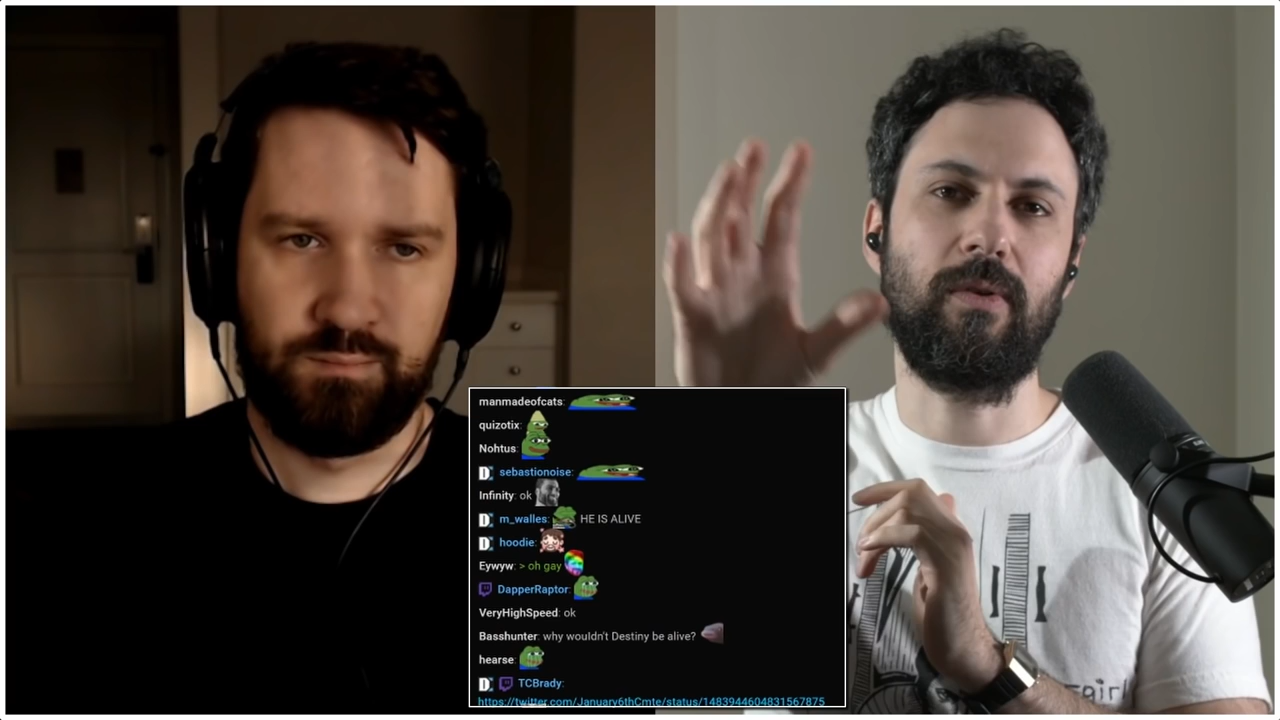 manmadeofcats:
quizotix:
Nohtus:
D sebastionoise:
Infinity: ok
D m_walles: HE IS ALIVE
D hoodie:
Eywyw: > oh gay
DapperRaptor:
VeryHighSpeed: ok
Basshunter: why wouldn't Destiny be alive?
hearse:
D TCBrady:
https://twitter.com/January6thCmte/status/1483944604831567875